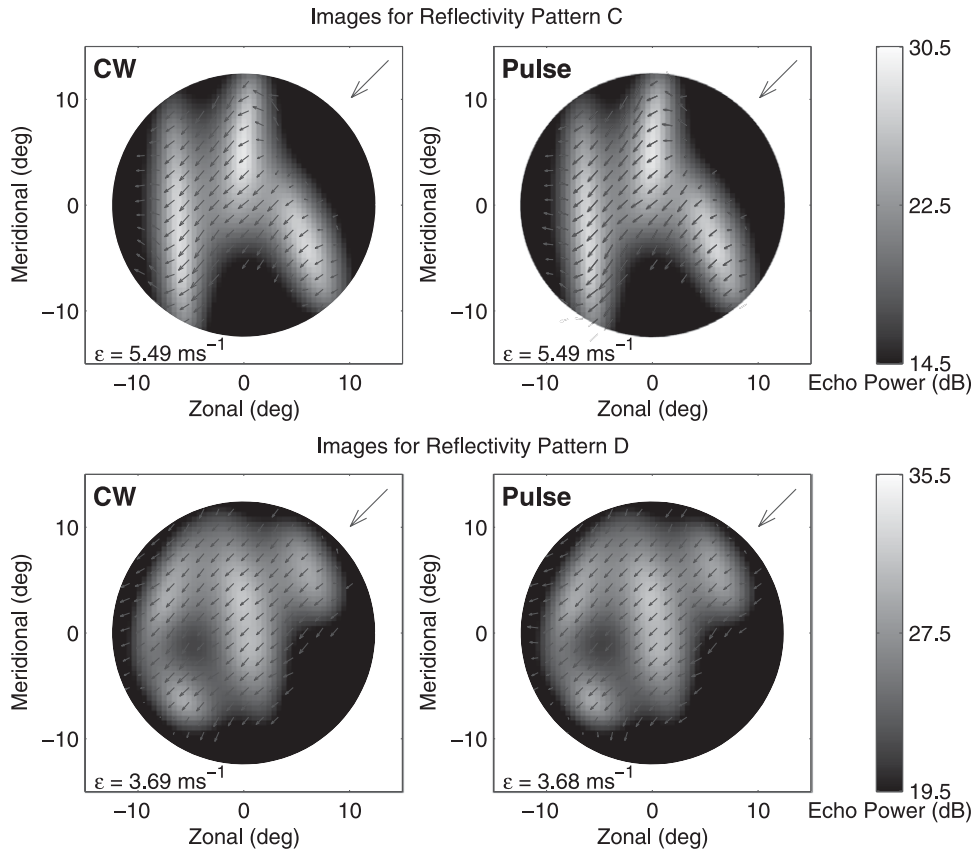 Images for Reflectivity Pattern C
CW
Pulse
10
0
−10
Meridional (deg)
ε = 5.49 ms⁻¹
−10 0 10
Zonal (deg)
10
0
−10
Meridional (deg)
ε = 5.49 ms⁻¹
−10 0 10
Zonal (deg)
30.5
22.5
14.5
Echo Power (dB)
Images for Reflectivity Pattern D
CW
Pulse
10
0
−10
Meridional (deg)
ε = 3.69 ms⁻¹
−10 0 10
Zonal (deg)
10
0
−10
Meridional (deg)
ε = 3.68 ms⁻¹
−10 0 10
Zonal (deg)
35.5
27.5
19.5
Echo Power (dB)